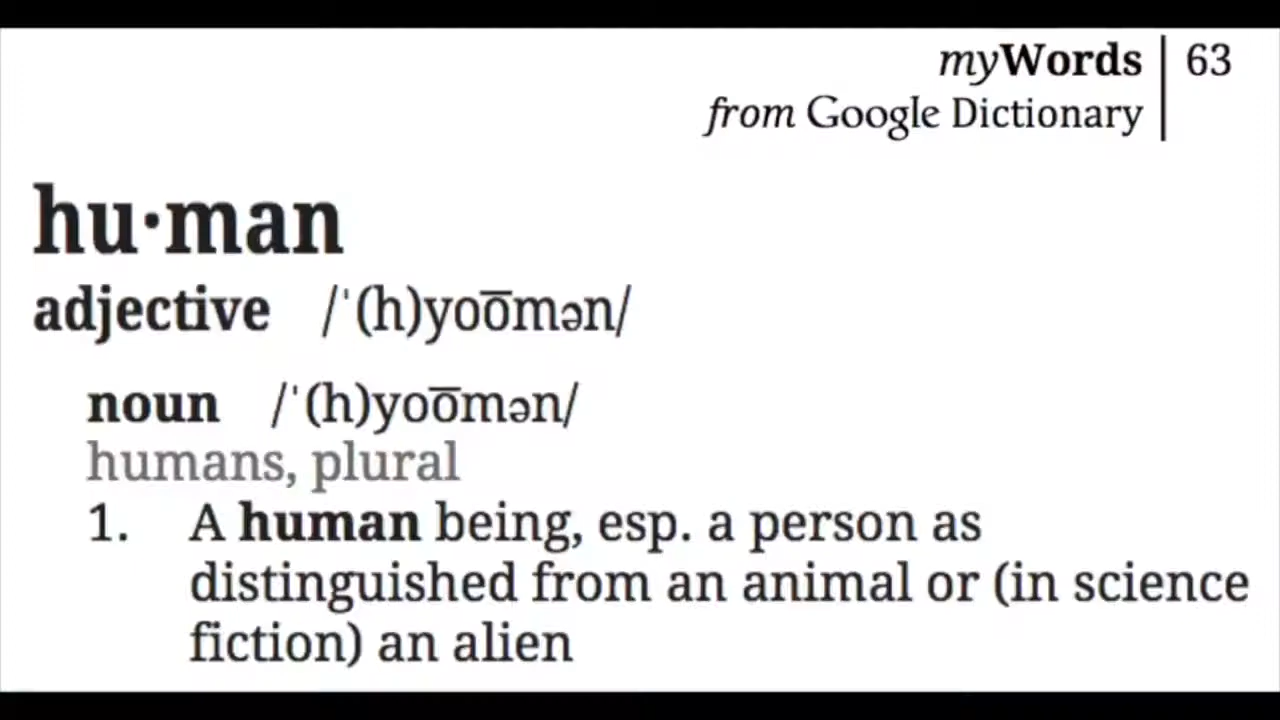 myWords | 63
from Google Dictionary
hu·man
adjective /ˈ(h)yo͞omən/
noun /ˈ(h)yo͞omən/
humans, plural
1. A human being, esp. a person as
distinguished from an animal or (in science
fiction) an alien